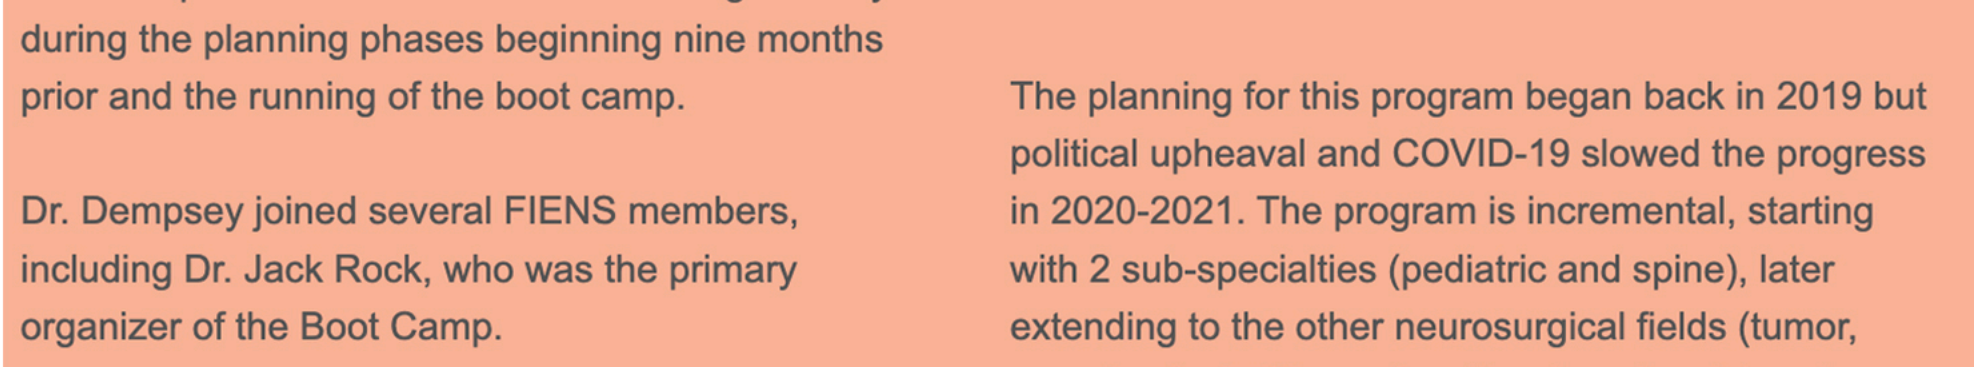 during the planning phases beginning nine months
prior and the running of the boot camp.
Dr. Dempsey joined several FIENS members,
including Dr. Jack Rock, who was the primary
organizer of the Boot Camp.
The planning for this program began back in 2019 but
political upheaval and COVID-19 slowed the progress
in 2020-2021. The program is incremental, starting
with 2 sub-specialties (pediatric and spine), later
extending to the other neurosurgical fields (tumor,